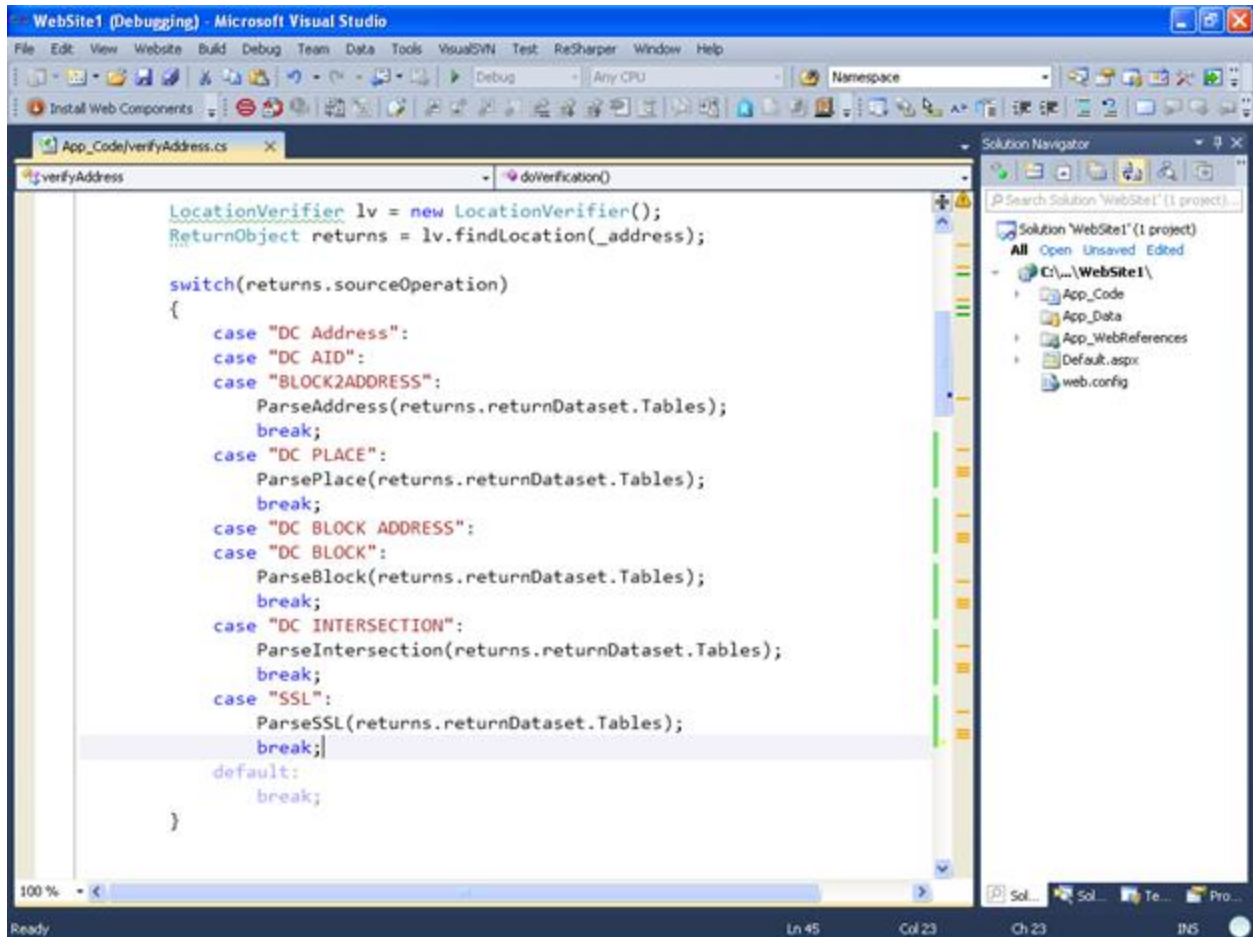 WebSite1 (Debugging) - Microsoft Visual Studio
File Edit View Website Build Debug Team Data Tools VisualSVN Test ReSharper Window Help
Debug Any CPU Namespace
Install Web Components
App_Code/verifyAddress.cs
verifyAddress doVerification()
LocationVerifier lv = new LocationVerifier();
ReturnObject returns = lv.findLocation(_address);
switch(returns.sourceOperation)
{
case "DC Address":
case "DC AID":
case "BLOCK2ADDRESS":
ParseAddress(returns.returnDataset.Tables);
break;
case "DC PLACE":
ParsePlace(returns.returnDataset.Tables);
break;
case "DC BLOCK ADDRESS":
case "DC BLOCK":
ParseBlock(returns.returnDataset.Tables);
break;
case "DC INTERSECTION":
ParseIntersection(returns.returnDataset.Tables);
break;
case "SSL":
ParseSSL(returns.returnDataset.Tables);
break;
default:
break;
}
100 %
Solution Navigator
Search Solution 'WebSite1' (1 project)...
Solution 'WebSite1' (1 project)
All Open Unsaved Edited
C:\...\WebSite1\
App_Code
App_Data
App_WebReferences
Default.aspx
web.config
Sol... Sol... Te... Pro...
Ready Ln 45 Col 23 Ch 23 INS